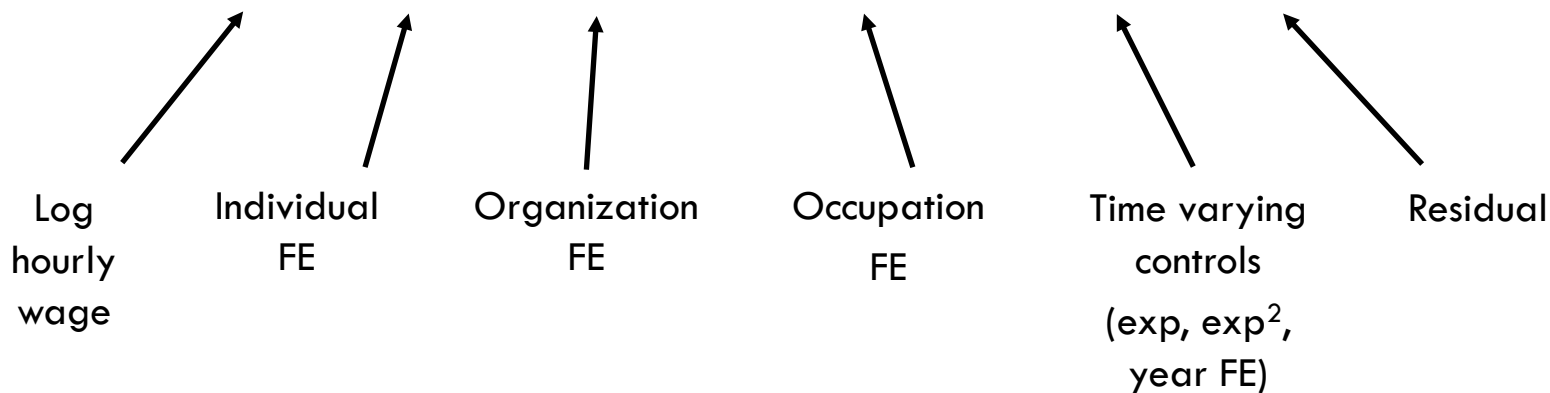 Log
hourly
wage
Individual
FE
Organization
FE
Occupation
FE
Time varying
controls
(exp, exp²,
year FE)
Residual